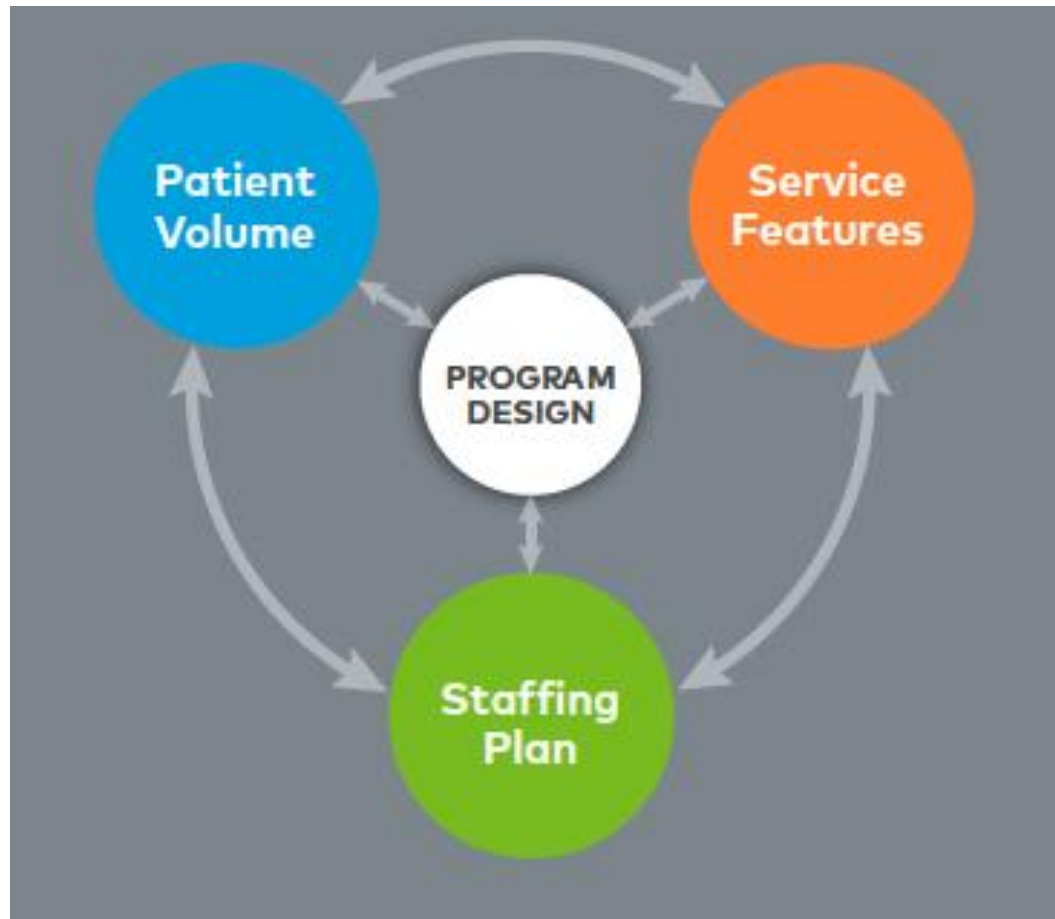 Patient
Volume
Service
Features
PROGRAM
DESIGN
Staffing
Plan